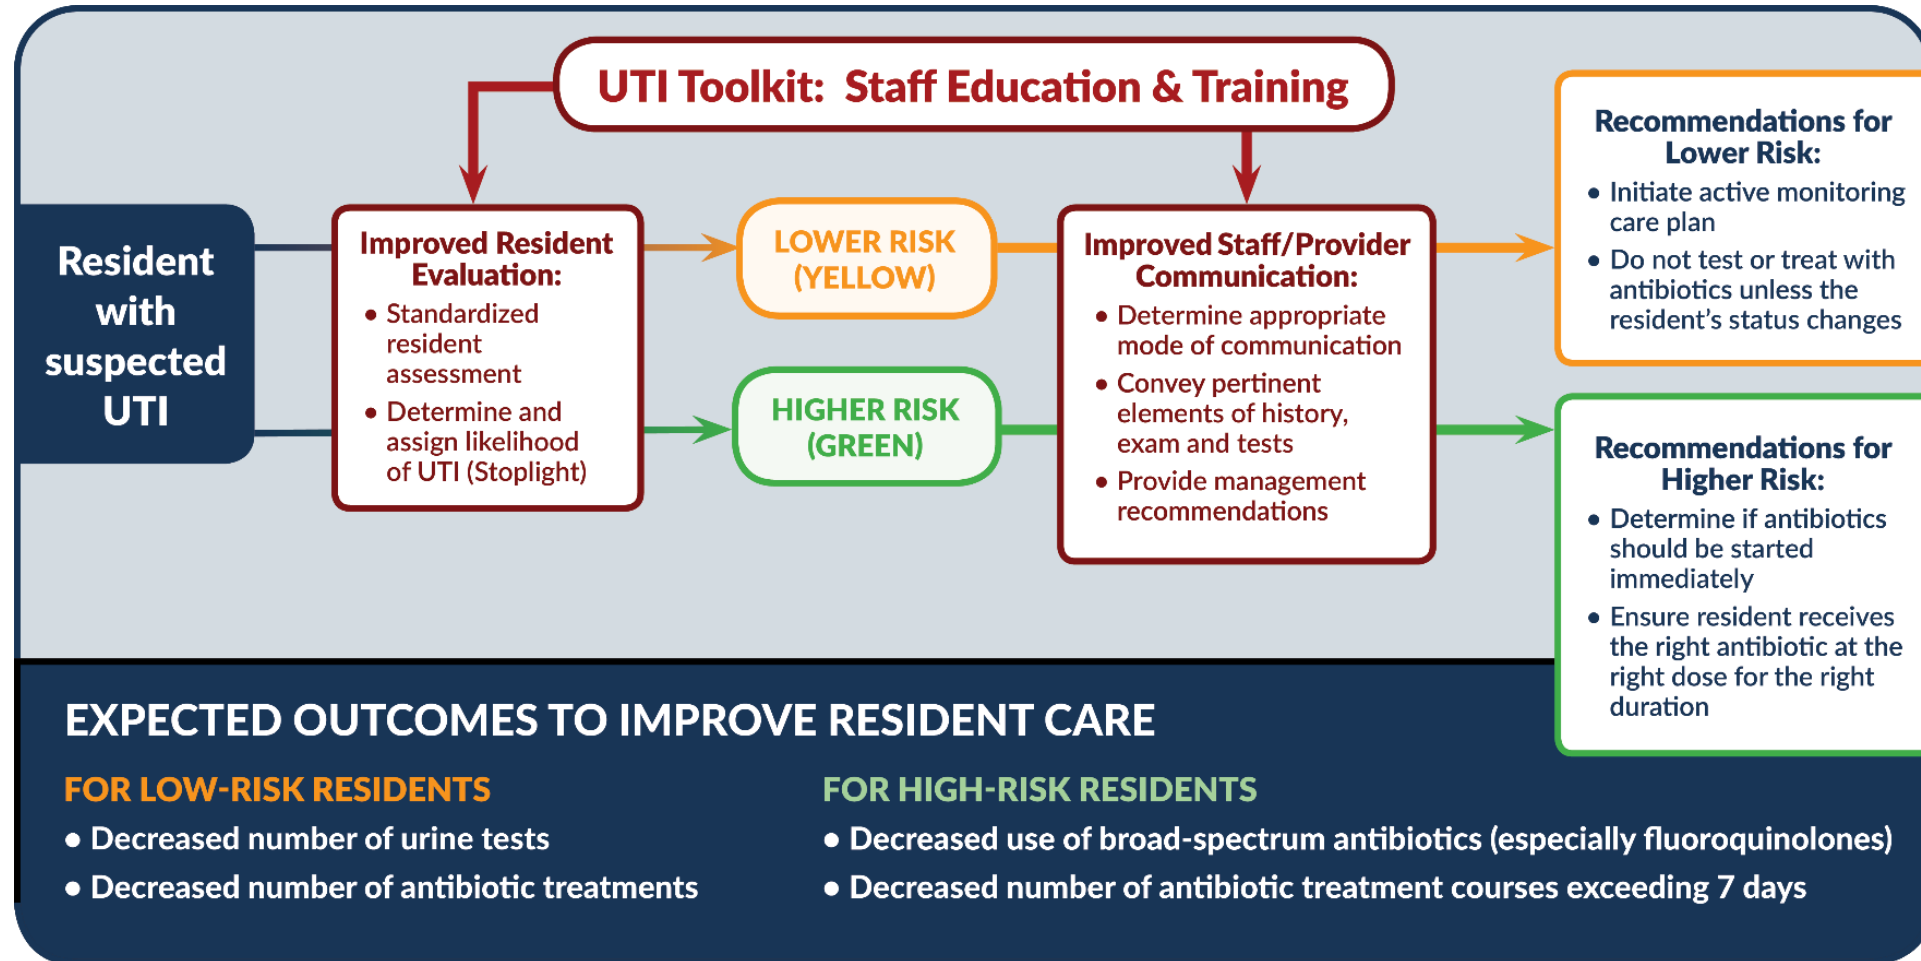 UTI Toolkit: Staff Education & Training
Resident
with
suspected
UTI
Improved Resident
Evaluation:
• Standardized
resident
assessment
• Determine and
assign likelihood
of UTI (Stoplight)
LOWER RISK
(YELLOW)
HIGHER RISK
(GREEN)
Improved Staff/Provider
Communication:
• Determine appropriate
mode of communication
• Convey pertinent
elements of history,
exam and tests
• Provide management
recommendations
Recommendations for
Lower Risk:
• Initiate active monitoring
care plan
• Do not test or treat with
antibiotics unless the
resident’s status changes
Recommendations for
Higher Risk:
• Determine if antibiotics
should be started
immediately
• Ensure resident receives
the right antibiotic at the
right dose for the right
duration
EXPECTED OUTCOMES TO IMPROVE RESIDENT CARE
FOR LOW-RISK RESIDENTS
• Decreased number of urine tests
• Decreased number of antibiotic treatments
FOR HIGH-RISK RESIDENTS
• Decreased use of broad-spectrum antibiotics (especially fluoroquinolones)
• Decreased number of antibiotic treatment courses exceeding 7 days